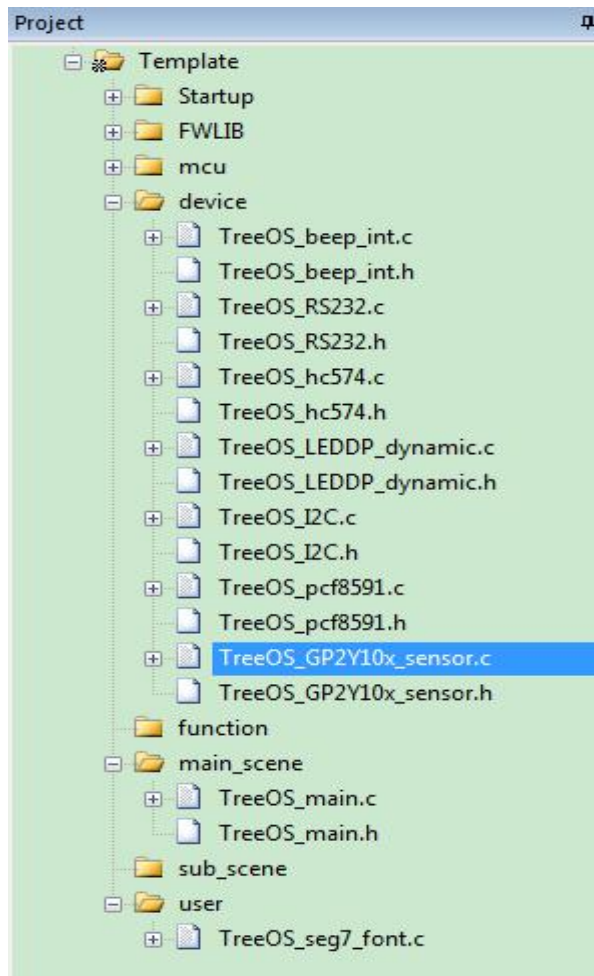 Project
Template
Startup
FWLIB
mcu
device
TreeOS_beep_int.c
TreeOS_beep_int.h
TreeOS_RS232.c
TreeOS_RS232.h
TreeOS_hc574.c
TreeOS_hc574.h
TreeOS_LEDDP_dynamic.c
TreeOS_LEDDP_dynamic.h
TreeOS_I2C.c
TreeOS_I2C.h
TreeOS_pcf8591.c
TreeOS_pcf8591.h
TreeOS_GP2Y10x_sensor.c
TreeOS_GP2Y10x_sensor.h
function
main_scene
TreeOS_main.c
TreeOS_main.h
sub_scene
user
TreeOS_seg7_font.c